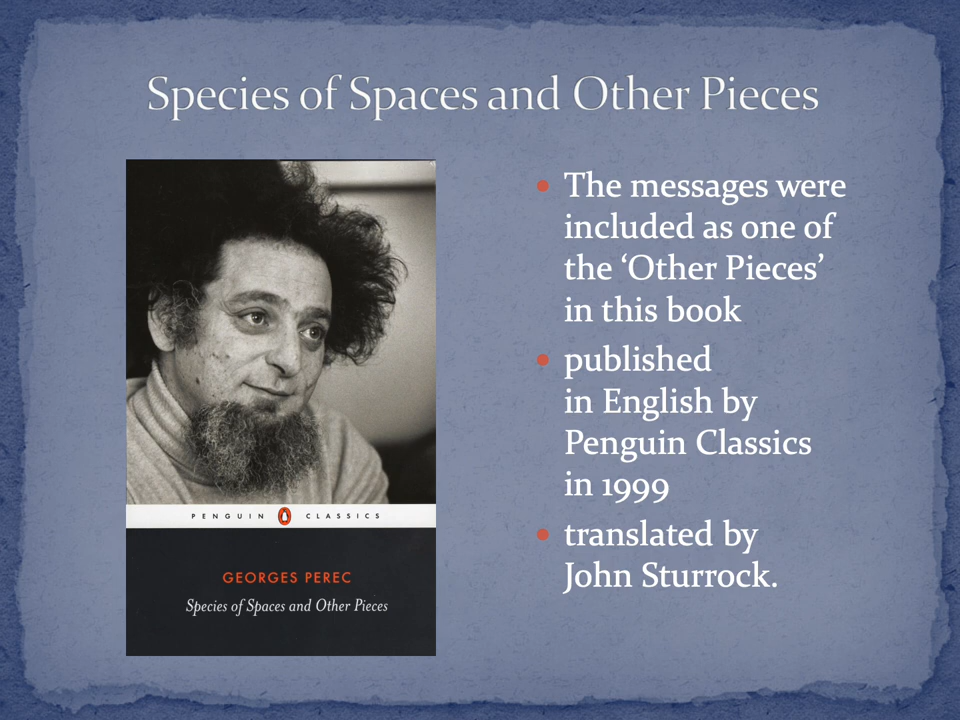 Species of Spaces and Other Pieces
PENGUIN CLASSICS
GEORGES PEREC
Species of Spaces and Other Pieces
The messages were
included as one of
the ‘Other Pieces’
in this book
published
in English by
Penguin Classics
in 1999
translated by
John Sturrock.